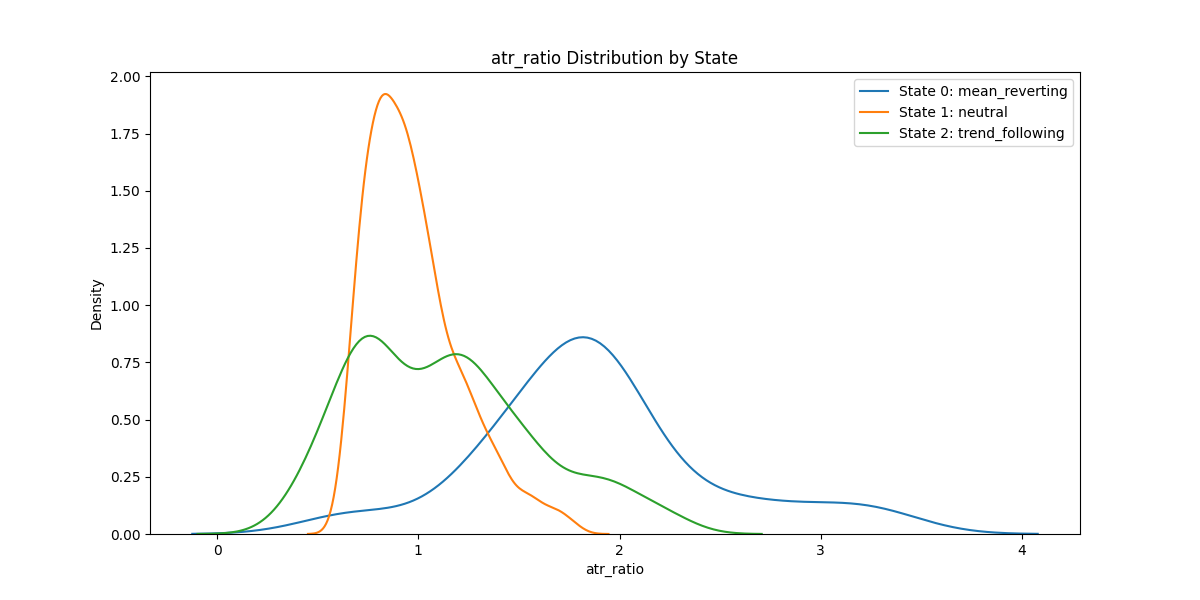 atr_ratio Distribution by State
State 0: mean_reverting
State 1: neutral
State 2: trend_following
Density
2.00
1.75
1.50
1.25
1.00
0.75
0.50
0.25
0.00
0 1 2 3 4
atr_ratio